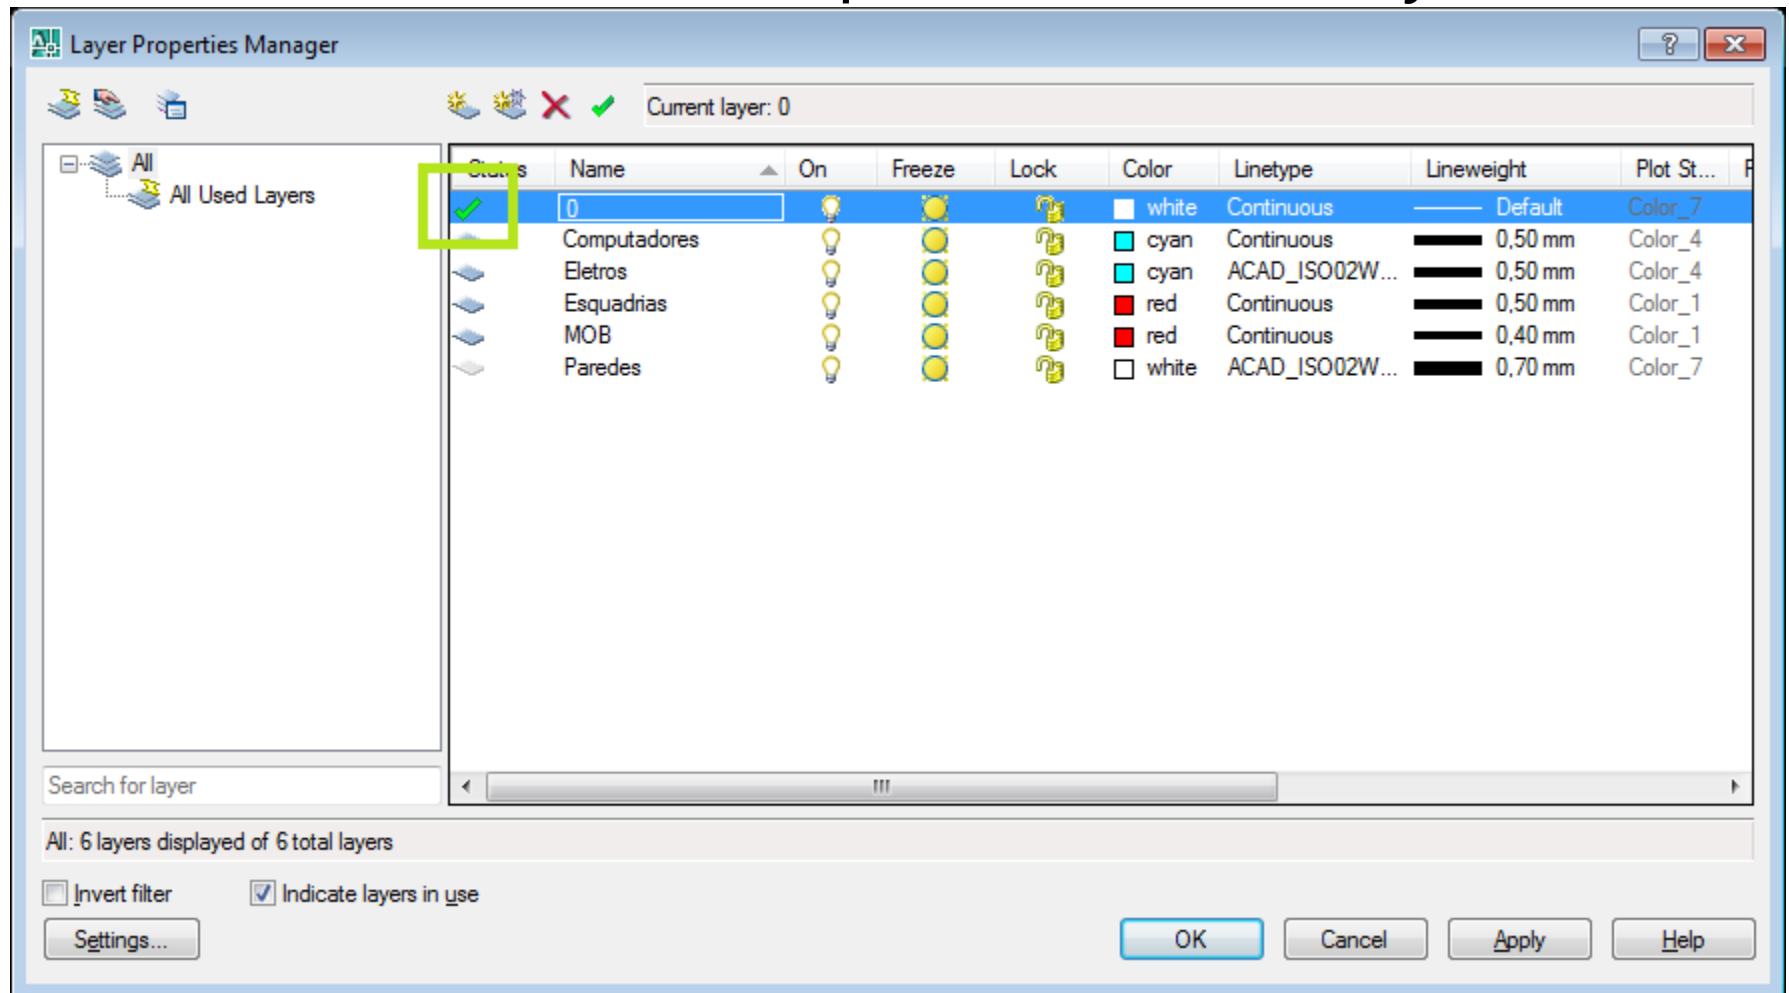 Layer Properties Manager
Current layer: 0
All
All Used Layers
Status Name On Freeze Lock Color Linetype Lineweight Plot St...
0 white Continuous Default Color_7
Computadores cyan Continuous 0,50 mm Color_4
Eletros cyan ACAD_ISO02W... 0,50 mm Color_4
Esquadrias red Continuous 0,50 mm Color_1
MOB red Continuous 0,40 mm Color_1
Paredes white ACAD_ISO02W... 0,70 mm Color_7
Search for layer
All: 6 layers displayed of 6 total layers
Invert filter Indicate layers in use
Settings... OK Cancel Apply Help